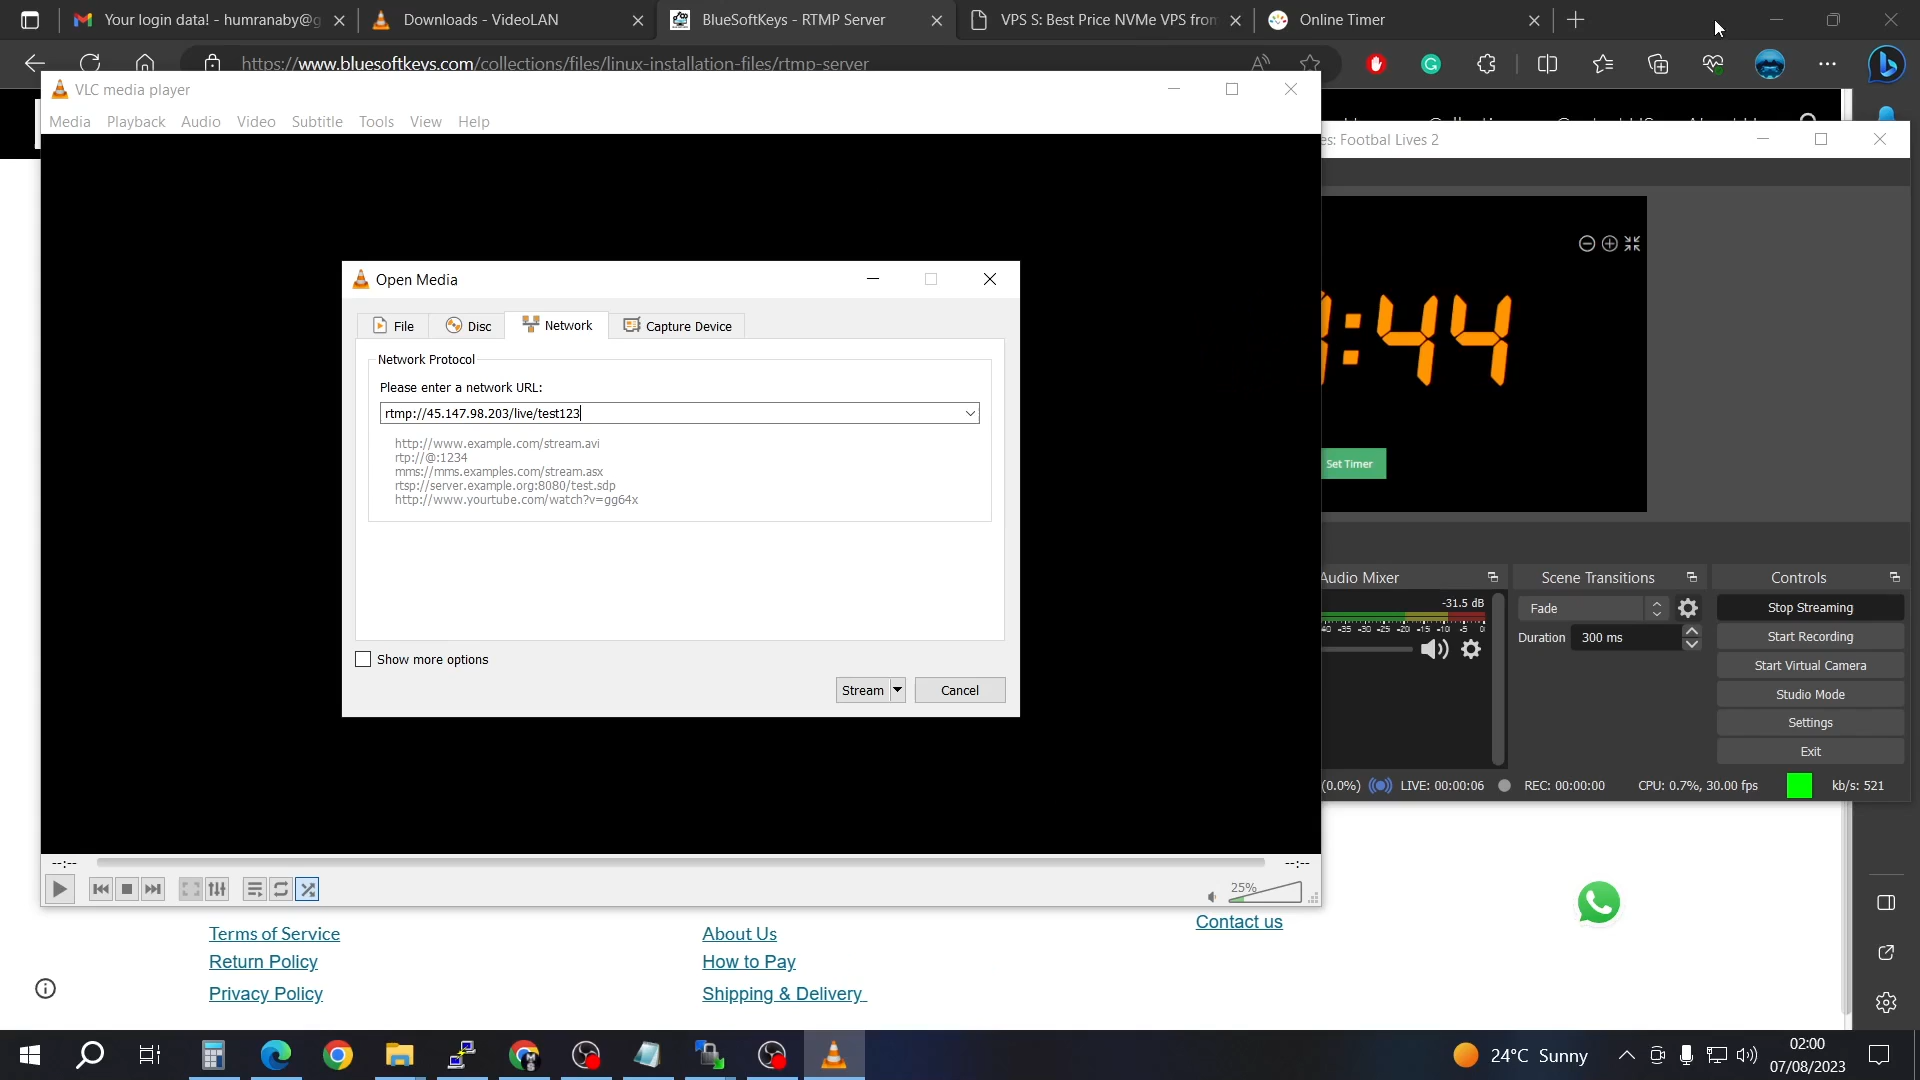 Your login data! - humranaby@g
Downloads - VideoLAN
BlueSoftKeys - RTMP Server
VPS S: Best Price NVMe VPS from
Online Timer
https://www.bluesoftkeys.com/collections/files/linux-installation-files/rtmp-server
VLC media player
Media Playback Audio Video Subtitle Tools View Help
es: Footbal Lives 2
Open Media
File
Disc
Network
Capture Device
Network Protocol
Please enter a network URL:
rtmp://45.147.98.203/live/test123
http://www.example.com/stream.avi
rtp://@:1234
mms://mms.examples.com/stream.asx
rtsp://server.example.org:8080/test.sdp
http://www.yourtube.com/watch?v=gg64x
Show more options
Stream
Cancel
:44
Set Timer
Audio Mixer
Scene Transitions
Controls
-31.5 dB
Fade
Duration 300 ms
Stop Streaming
Start Recording
Start Virtual Camera
Studio Mode
Settings
Exit
(0.0%) LIVE: 00:00:06 REC: 00:00:00 CPU: 0.7%, 30.00 fps kb/s: 521
--:--
--:--
25%
Terms of Service
Return Policy
Privacy Policy
About Us
How to Pay
Shipping & Delivery
Contact us
24°C Sunny
02:00
07/08/2023